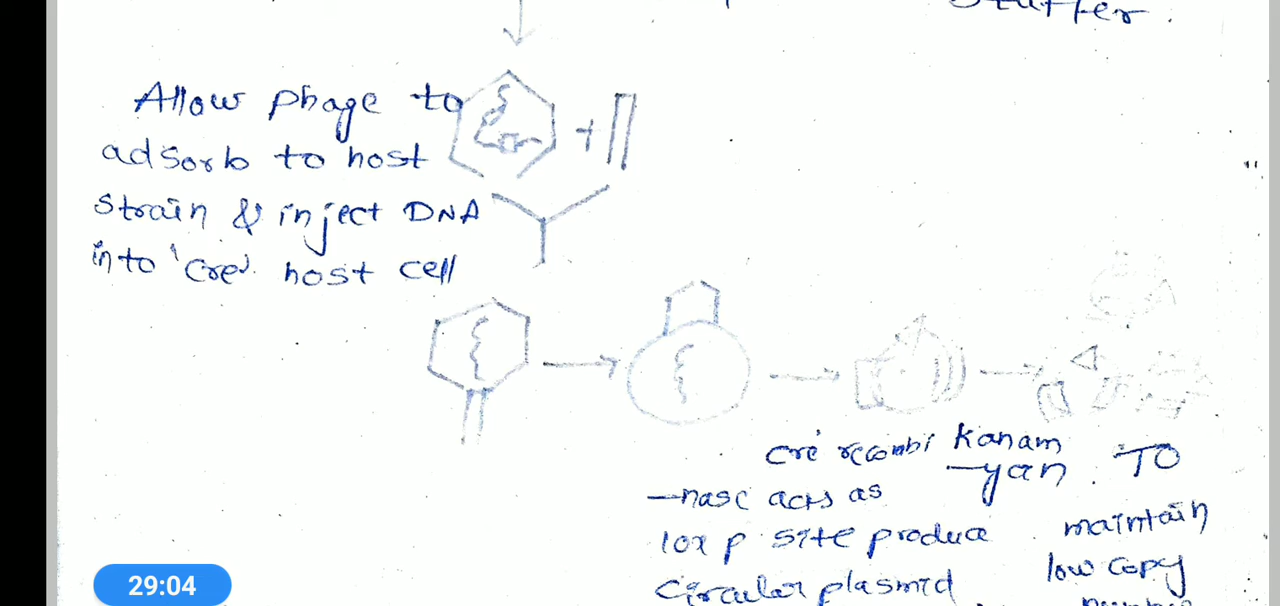 Stuffer.
Allow phage to
adsorb to host
strain & inject DNA
into 'Cre' host cell
Cre recombi
-nase acts as
lox p site produce
circular plasmid
Kanam
-yan. TO
maintain
low copy
29:04